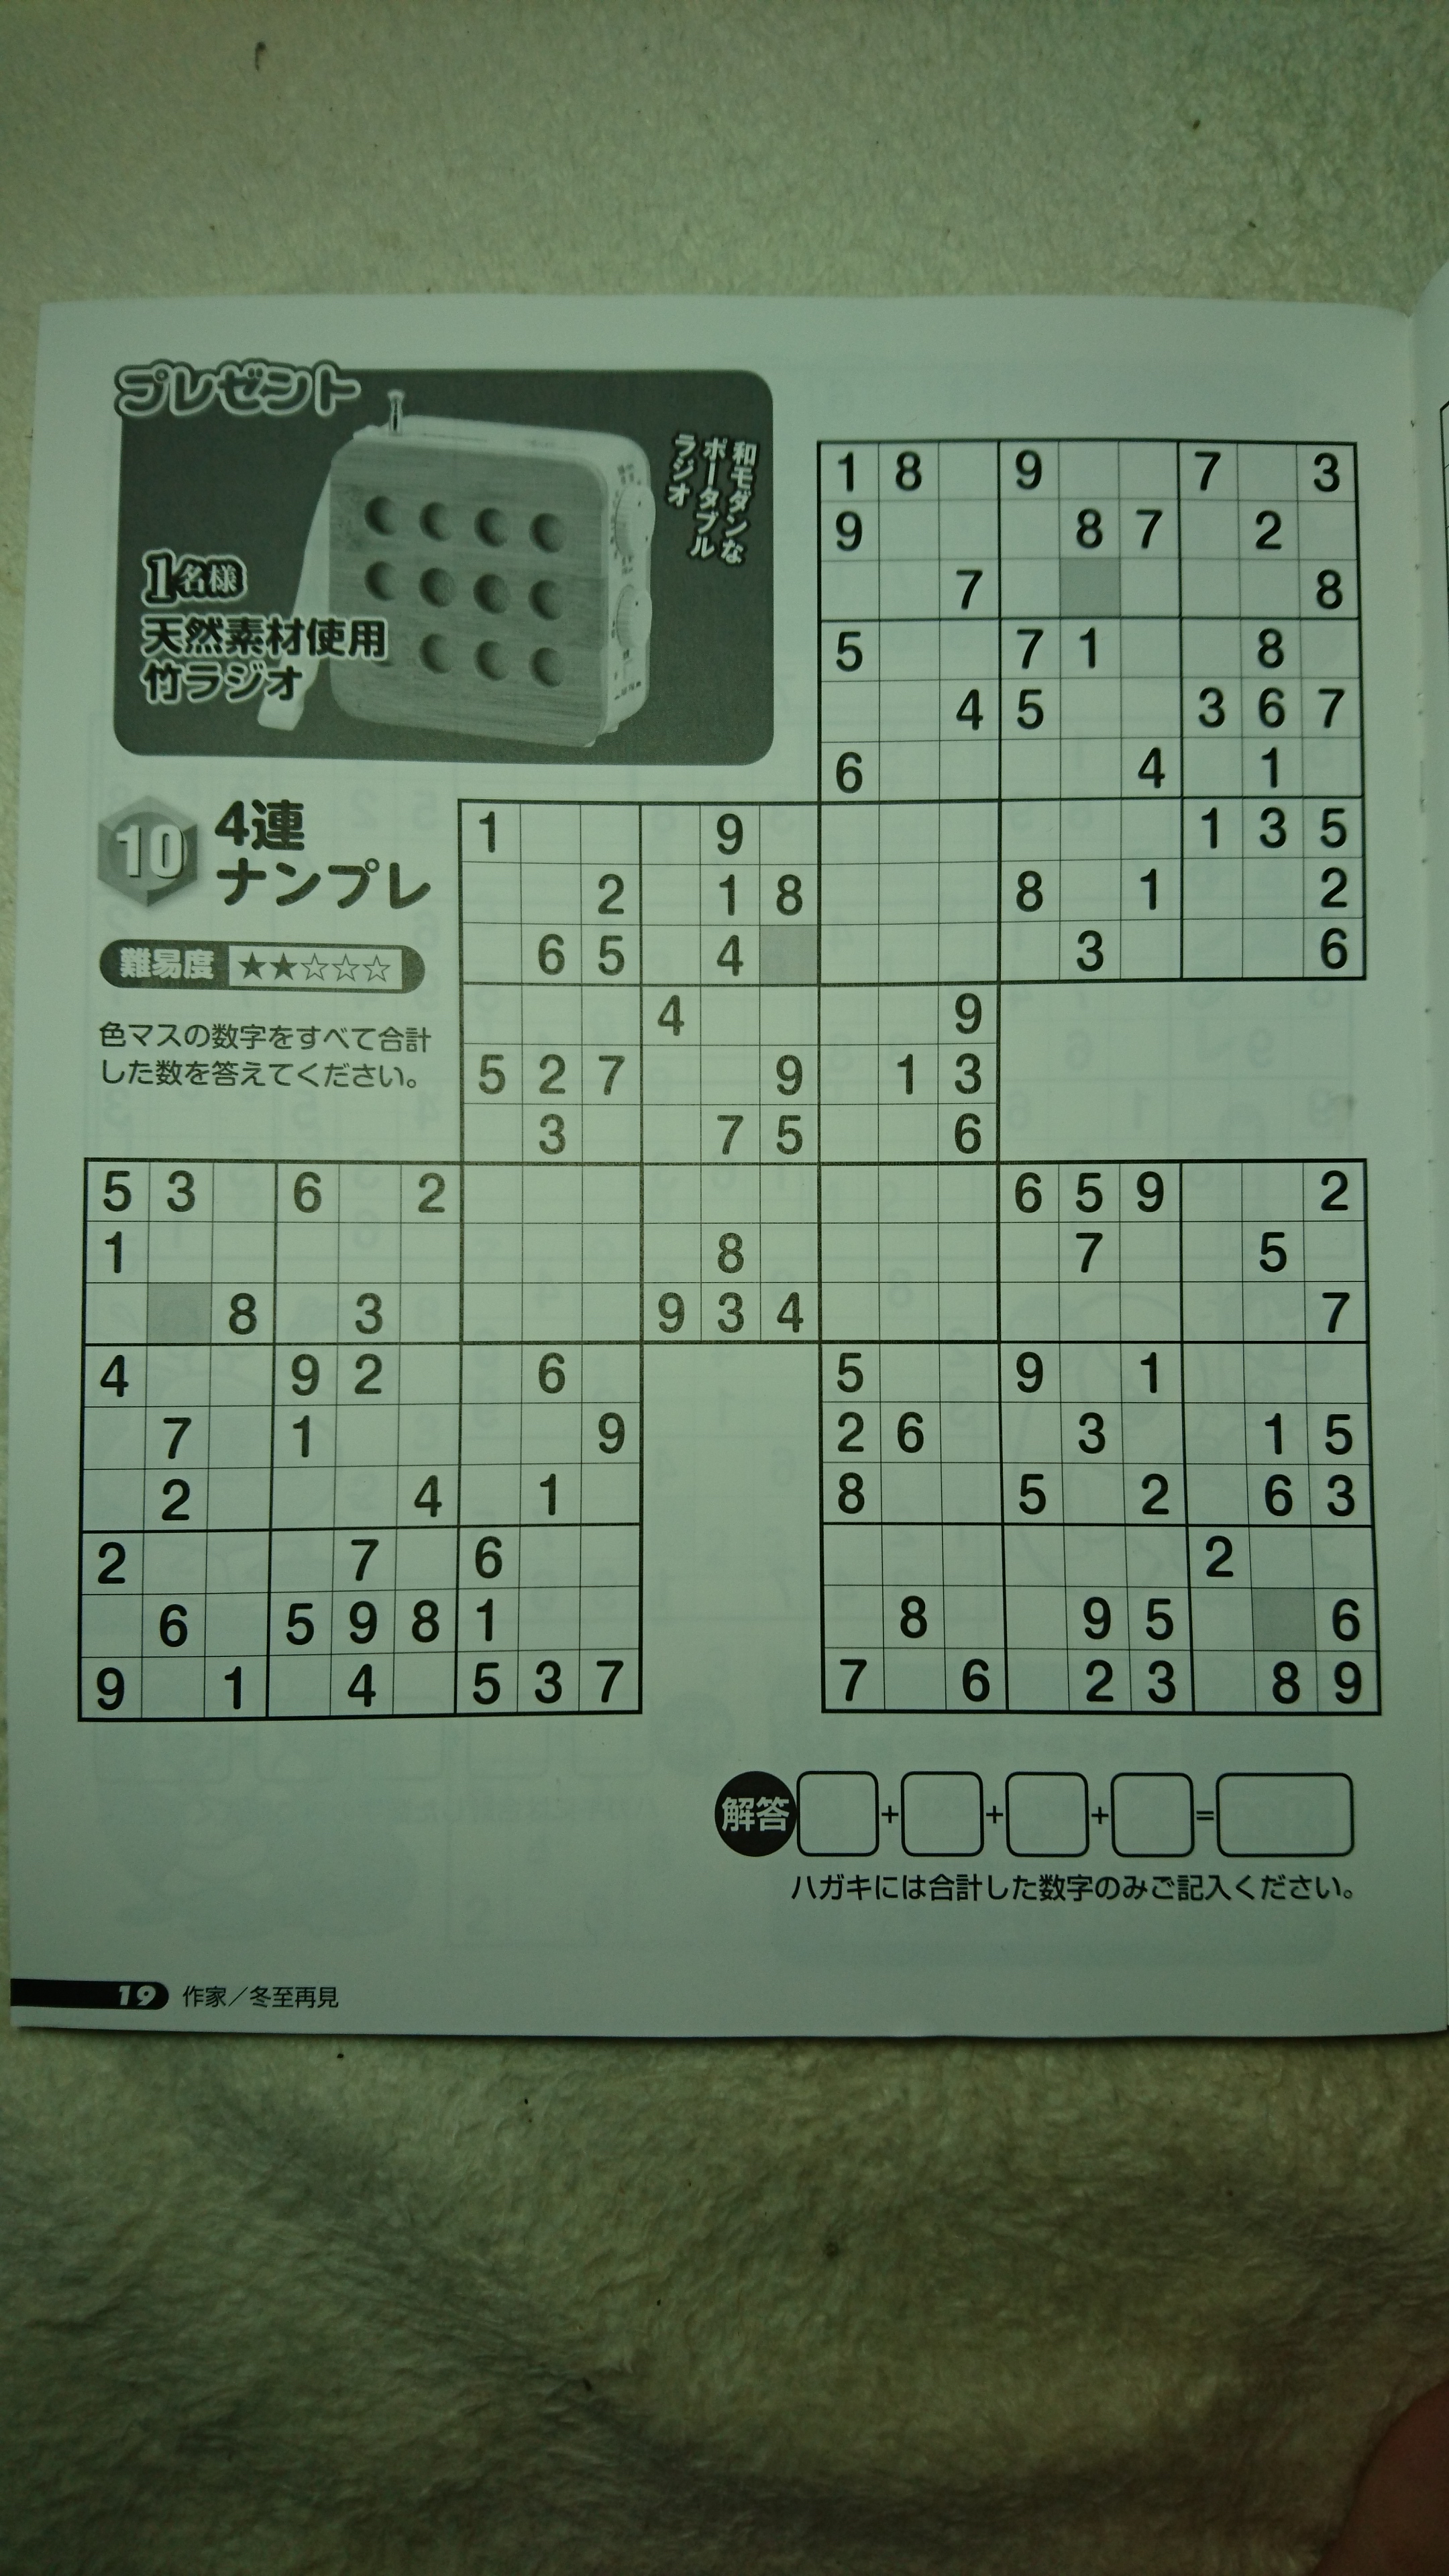 プレゼント
和モダンな
ポータブル
ラジオ
1名様
天然素材使用
竹ラジオ
10 4連
ナンプレ
難易度 ★★☆☆☆
色マスの数字をすべて合計
した数を答えてください。
1 8 9 7 3
9 8 7 2
7 8
5 7 1 8
4 5 3 6 7
6 4 1
1 9 1 3 5
2 1 8 8 1 2
6 5 4 3 6
4 9
5 2 7 9 1 3
3 7 5 6
5 3 6 2 6 5 9 2
1 8 7 5
8 3 9 3 4 7
4 9 2 6 5 9 1
7 1 9 2 6 3 1 5
2 4 1 8 5 2 6 3
2 7 6 2
6 5 9 8 1 8 9 5 6
9 1 4 5 3 7 7 6 2 3 8 9
解答 + + + =
ハガキには合計した数字のみご記入ください。
19 作家／冬至再見